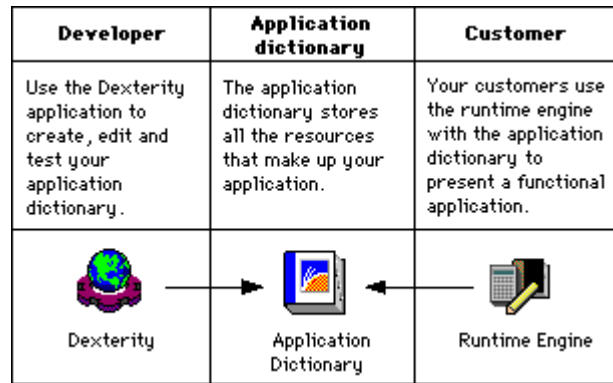 Developer
Application
dictionary
Customer
Use the Dexterity
application to
create, edit and
test your
application
dictionary.
The application
dictionary stores
all the resources
that make up your
application.
Your customers use
the runtime engine
with the application
dictionary to
present a functional
application.
Dexterity
Application
Dictionary
Runtime Engine